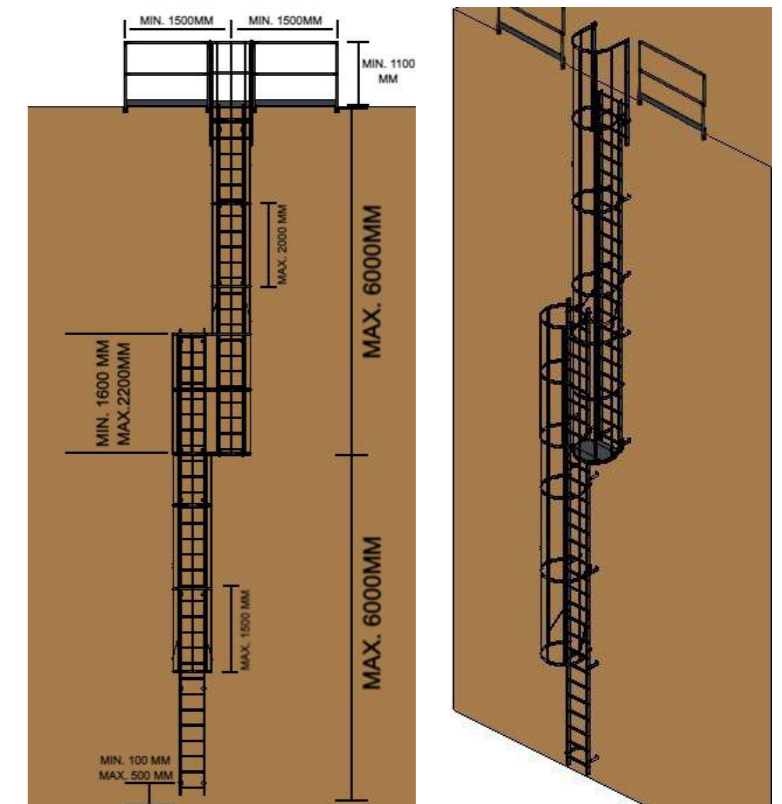 MIN. 1500MM
MIN. 1500MM
MIN. 1100
MM
MAX. 2000 MM
MAX. 6000MM
MIN. 1600 MM
MAX.2200MM
MAX. 1500 MM
MAX. 6000MM
MIN. 100 MM
MAX. 500 MM